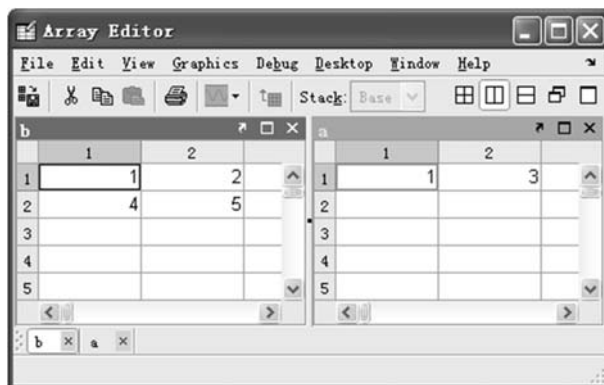 Array Editor
File Edit View Graphics Debug Desktop Window Help
Stack: Base
b
1 2
1 1 2
2 4 5
3
4
5
a
1 2
1 1 3
2
3
4
5
b a